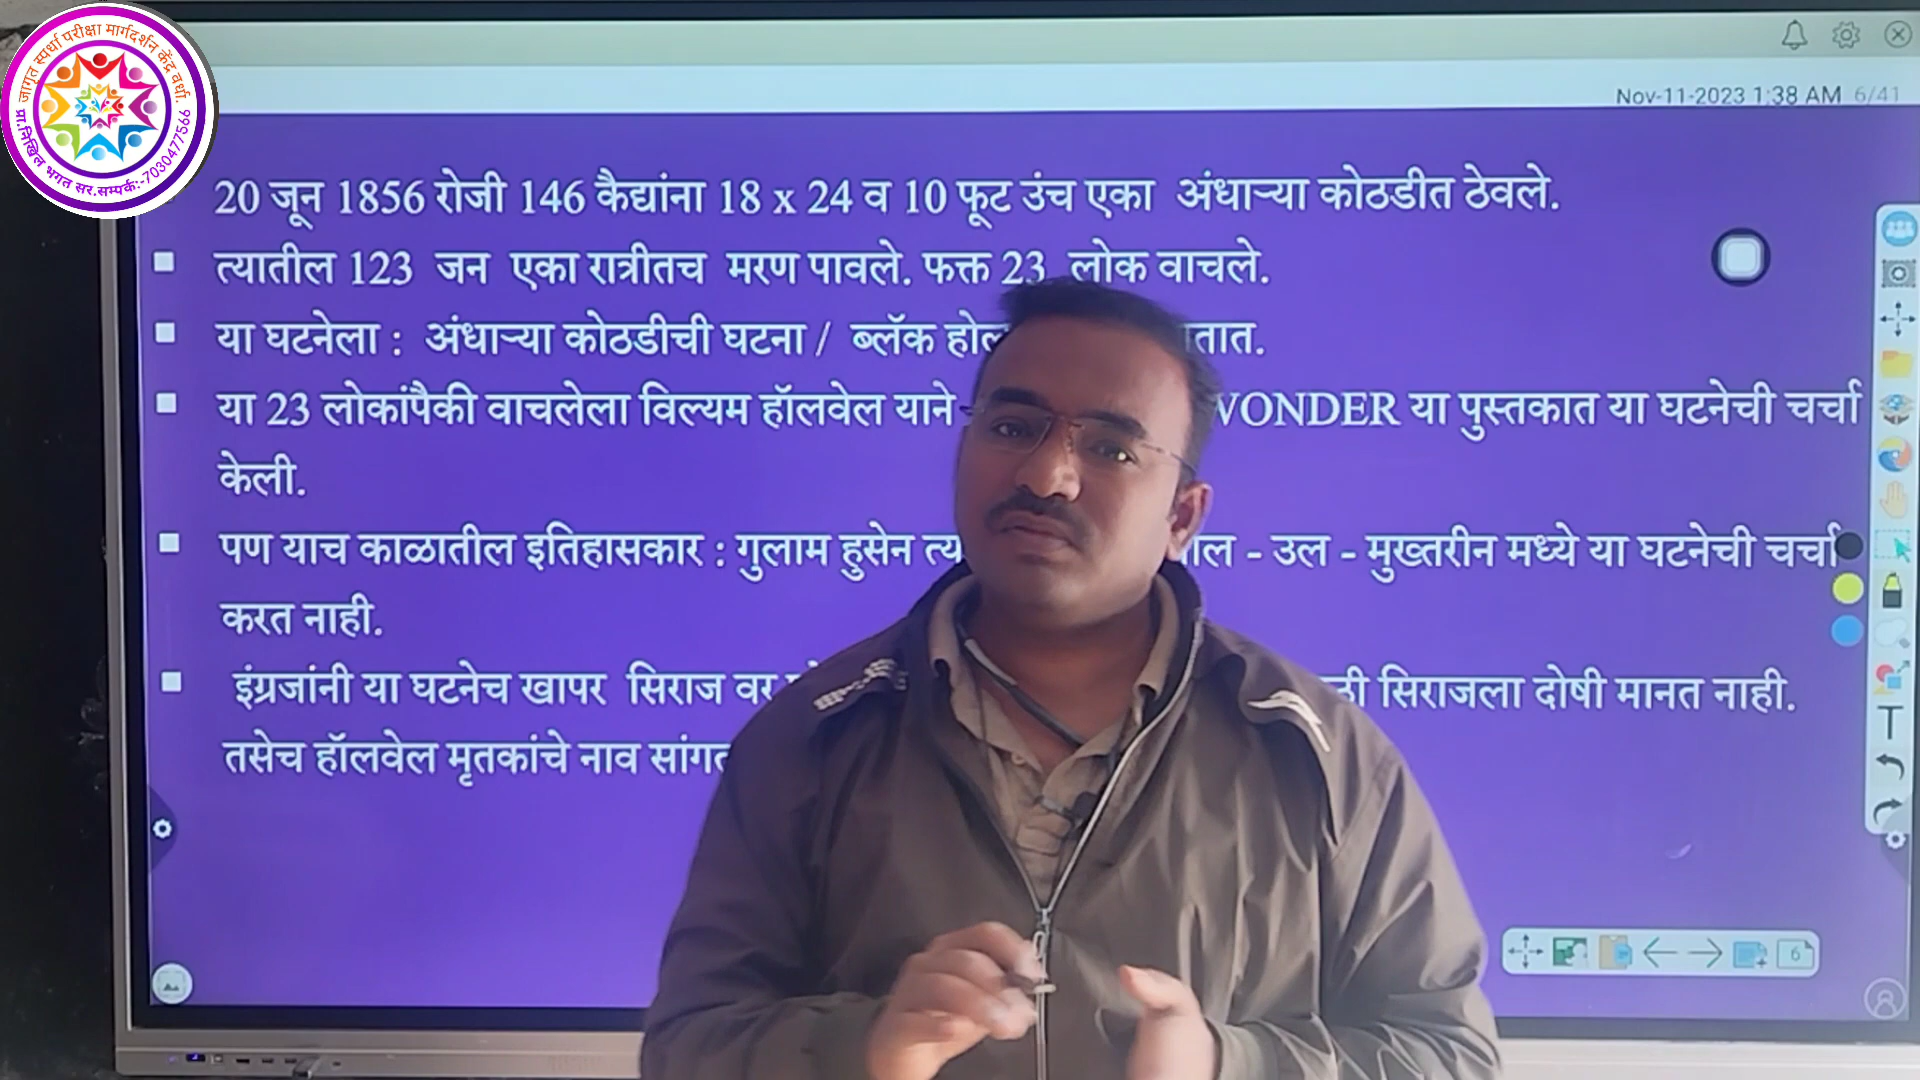 जागृत स्पर्धा परीक्षा मार्गदर्शन केंद्र वर्धा.
प्रा.निखिल भगत सर.सम्पर्क:-7030477566
Nov-11-2023 1:38 AM 6/41
20 जून 1856 रोजी 146 कैद्यांना 18 x 24 व 10 फूट उंच एका अंधाऱ्या कोठडीत ठेवले.
त्यातील 123 जन एका रात्रीतच मरण पावले. फक्त 23 लोक वाचले.
या घटनेला : अंधाऱ्या कोठडीची घटना / ब्लॅक
या 23 लोकांपैकी वाचलेला विल्यम हॉलवेल याने WONDER या पुस्तकात या घटनेची चर्चा
केली.
पण याच काळातील इतिहासकार : गुलाम हुसेन - उल - मुख्तरीन मध्ये या घटनेची चर्चा
करत नाही.
इंग्रजांनी या घटनेच खापर सिराज वर सिराजला दोषी मानत नाही.
तसेच हॉलवेल मृतकांचे नाव
T
6